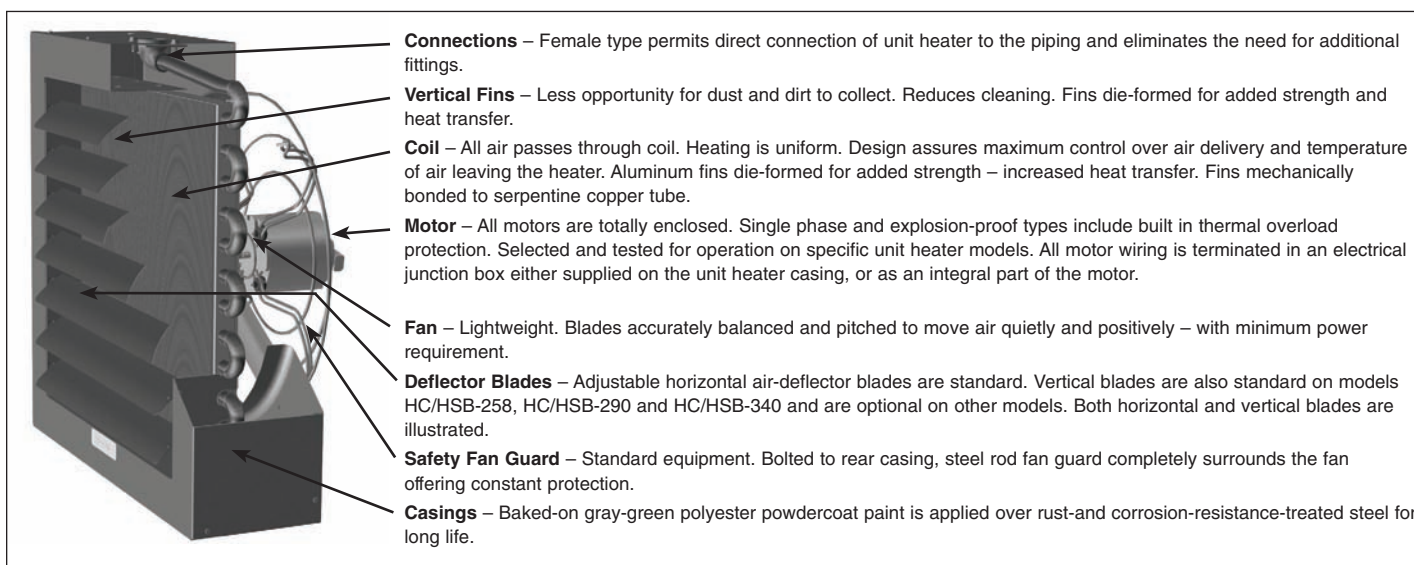 Connections – Female type permits direct connection of unit heater to the piping and eliminates the need for additional
fittings.
Vertical Fins – Less opportunity for dust and dirt to collect. Reduces cleaning. Fins die-formed for added strength and
heat transfer.
Coil – All air passes through coil. Heating is uniform. Design assures maximum control over air delivery and temperature
of air leaving the heater. Aluminum fins die-formed for added strength – increased heat transfer. Fins mechanically
bonded to serpentine copper tube.
Motor – All motors are totally enclosed. Single phase and explosion-proof types include built in thermal overload
protection. Selected and tested for operation on specific unit heater models. All motor wiring is terminated in an electrical
junction box either supplied on the unit heater casing, or as an integral part of the motor.
Fan – Lightweight. Blades accurately balanced and pitched to move air quietly and positively – with minimum power
requirement.
Deflector Blades – Adjustable horizontal air-deflector blades are standard. Vertical blades are also standard on models
HC/HSB-258, HC/HSB-290 and HC/HSB-340 and are optional on other models. Both horizontal and vertical blades are
illustrated.
Safety Fan Guard – Standard equipment. Bolted to rear casing, steel rod fan guard completely surrounds the fan
offering constant protection.
Casings – Baked-on gray-green polyester powdercoat paint is applied over rust-and corrosion-resistance-treated steel for
long life.